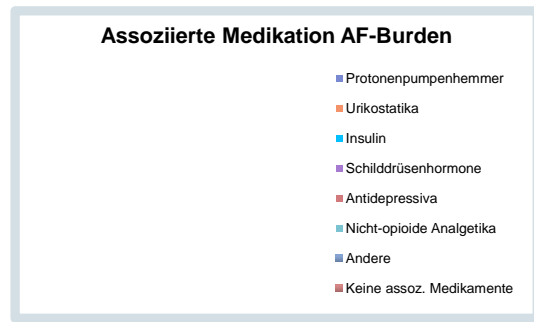 Assoziierte Medikation AF-Burden
Protonenpumpenhemmer
Urikostatika
Insulin
Schilddrüsenhormone
Antidepressiva
Nicht-opioide Analgetika
Andere
Keine assoz. Medikamente